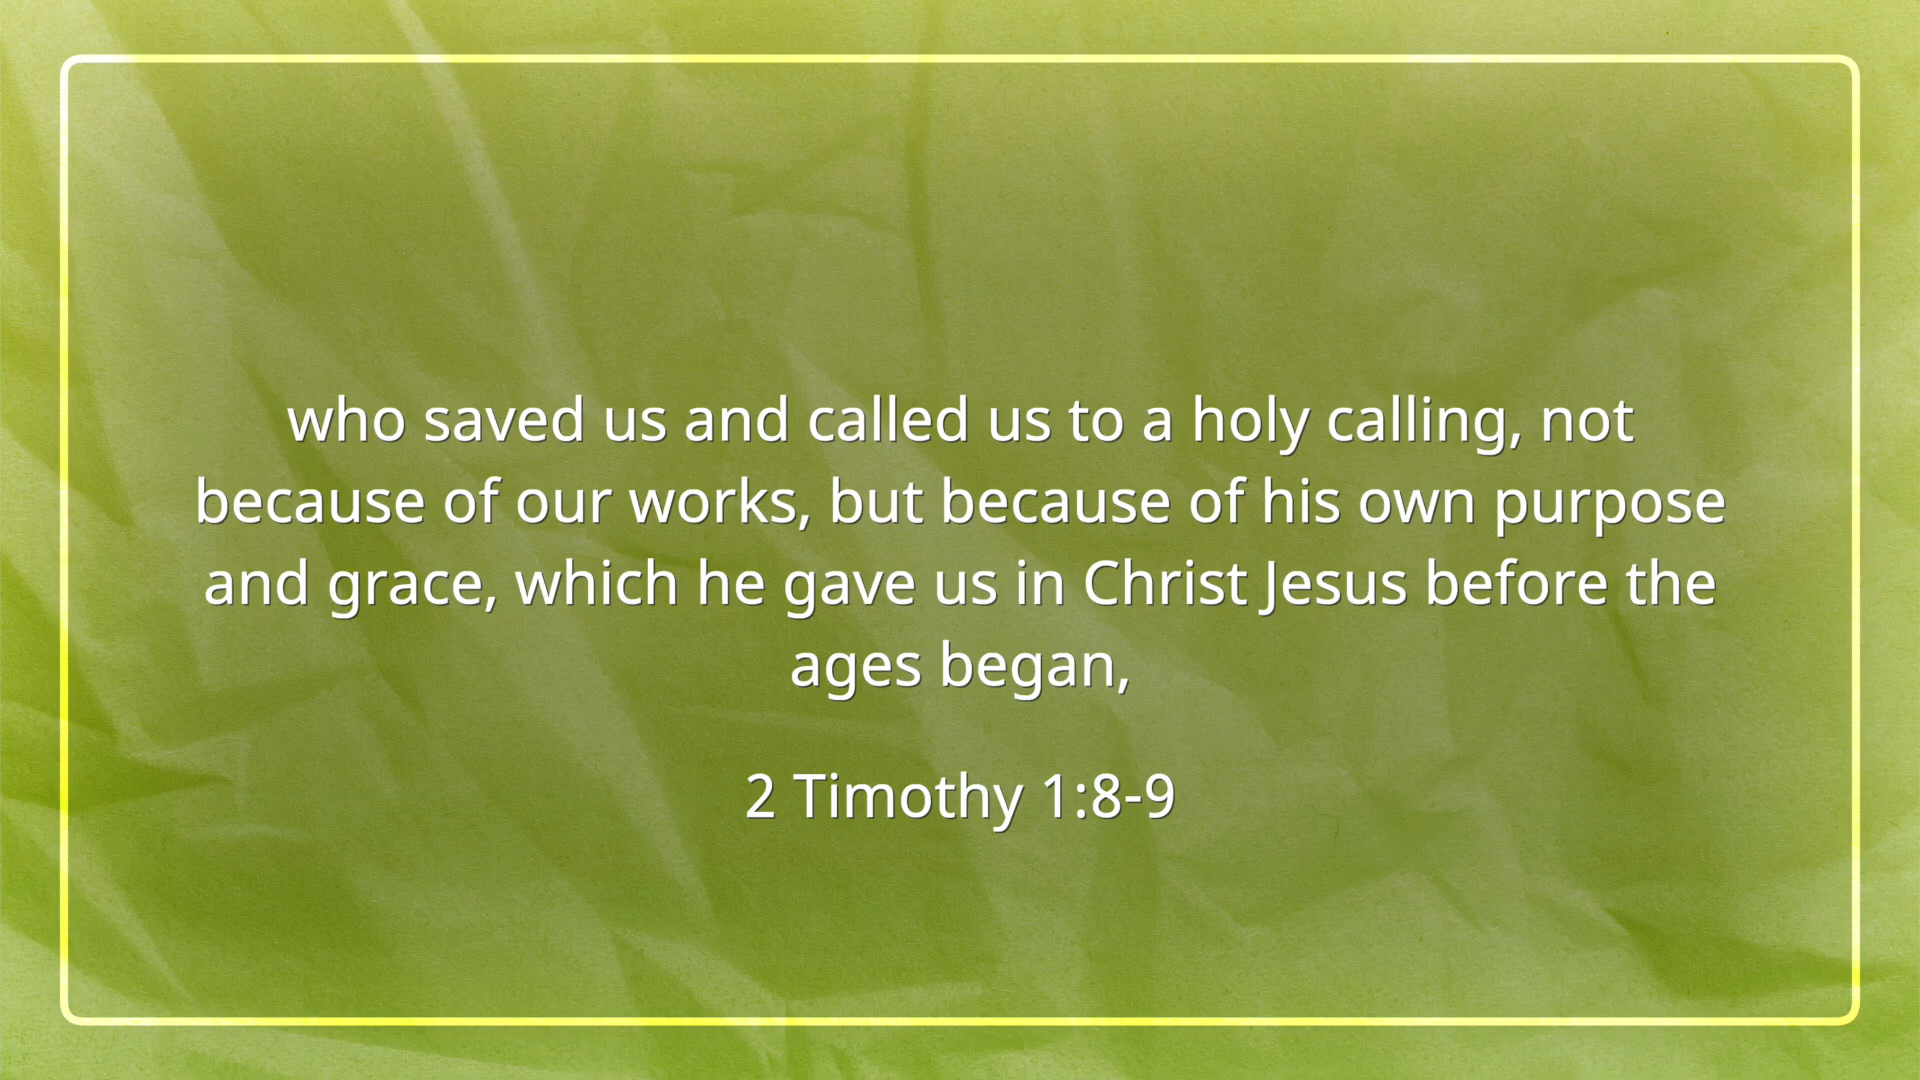 who saved us and called us to a holy calling, not
because of our works, but because of his own purpose
and grace, which he gave us in Christ Jesus before the
ages began,
2 Timothy 1:8-9